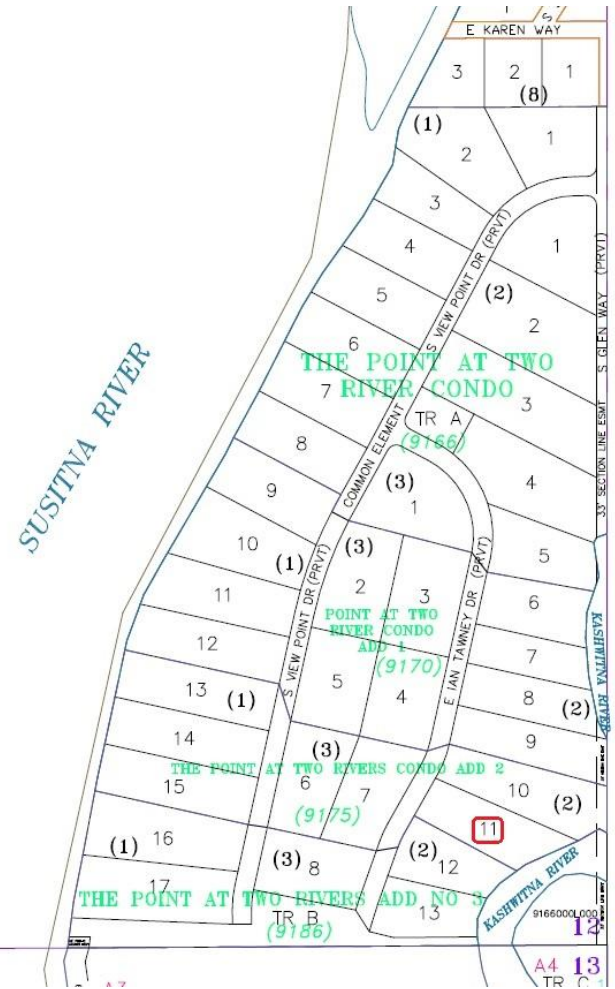 S
E KAREN WAY
3
2
1
(8)
(1)
2
1
3
S VIEW POINT DR (PRVT)
1
S GLEN WAY (PRVT)
4
(2)
5
2
6
THE POINT AT TWO
RIVER CONDO
7
3
TR A
(9166)
COMMON ELEMENT
8
(3)
1
4
33' SECTION LINE ESMT
SUSITNA RIVER
9
10
(1)
(3)
5
11
2
3
6
S VIEW POINT DR (PRVT)
E IAN TAWNEY DR (PRVT)
KASHWITNA RIVER
12
POINT AT TWO
RIVER CONDO
ADD 1
(9170)
7
13
(1)
5
4
8
(2)
14
(3)
9
THE POINT AT TWO RIVERS CONDO ADD 2
15
6
7
10
(2)
(9175)
11
16
(1)
(3)
8
(2)
12
KASHWITNA RIVER
17
THE POINT AT TWO RIVERS ADD NO 3
TR B
(9186)
13
9166000L000
12
A4
13
TR C
A3